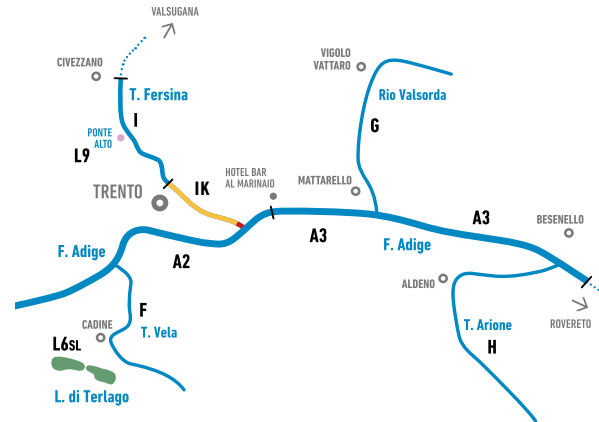 VALSUGANA
CIVEZZANO
T. Fersina
I
PONTE
ALTO
L9
VIGOLO
VATTARO
Rio Valsorda
G
TRENTO
IK
HOTEL BAR
AL MARINAIO
MATTARELLO
A3
A3
BESENELLO
F. Adige
F. Adige
A2
ALDENO
F
CADINE
T. Vela
L6SL
L. di Terlago
T. Arione
H
ROVERETO